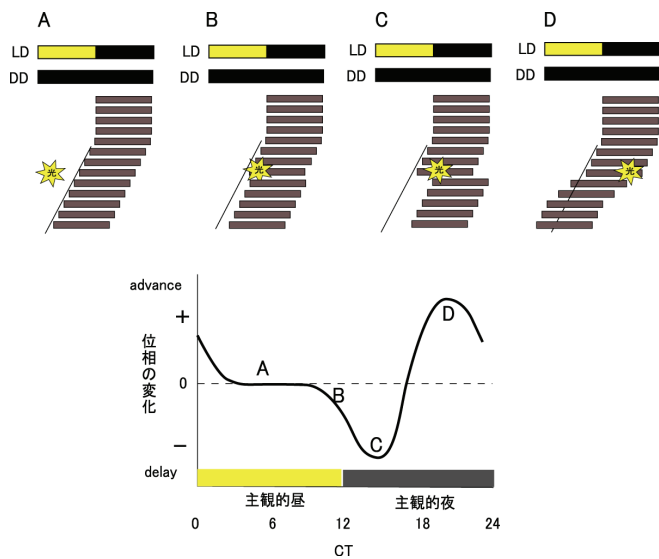 A B C D
LD LD LD LD
DD DD DD DD
光 光 光 光
advance
+
位相の変化
0
−
delay
A
B
C
D
主観的昼 主観的夜
0 6 12 18 24
CT